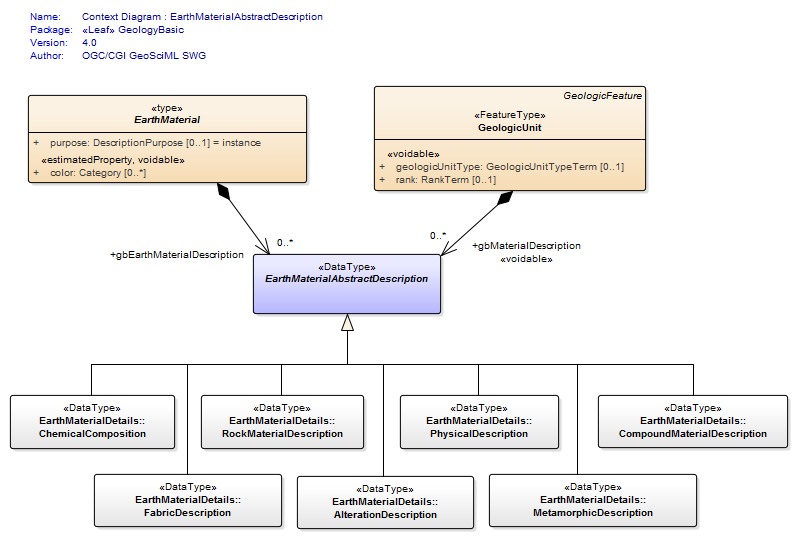 Name: Context Diagram : EarthMaterialAbstractDescription
Package: «Leaf» GeologyBasic
Version: 4.0
Author: OGC/CGI GeoSciML SWG
«type»
EarthMaterial
+ purpose: DescriptionPurpose [0..1] = instance
«estimatedProperty, voidable»
+ color: Category [0..*]
GeologicFeature
«FeatureType»
GeologicUnit
«voidable»
+ geologicUnitType: GeologicUnitTypeTerm [0..1]
+ rank: RankTerm [0..1]
0..*
+gbEarthMaterialDescription
0..*
+gbMaterialDescription
«voidable»
«DataType»
EarthMaterialAbstractDescription
«DataType»
EarthMaterialDetails::
ChemicalComposition
«DataType»
EarthMaterialDetails::
RockMaterialDescription
«DataType»
EarthMaterialDetails::
PhysicalDescription
«DataType»
EarthMaterialDetails::
CompoundMaterialDescription
«DataType»
EarthMaterialDetails::
FabricDescription
«DataType»
EarthMaterialDetails::
AlterationDescription
«DataType»
EarthMaterialDetails::
MetamorphicDescription